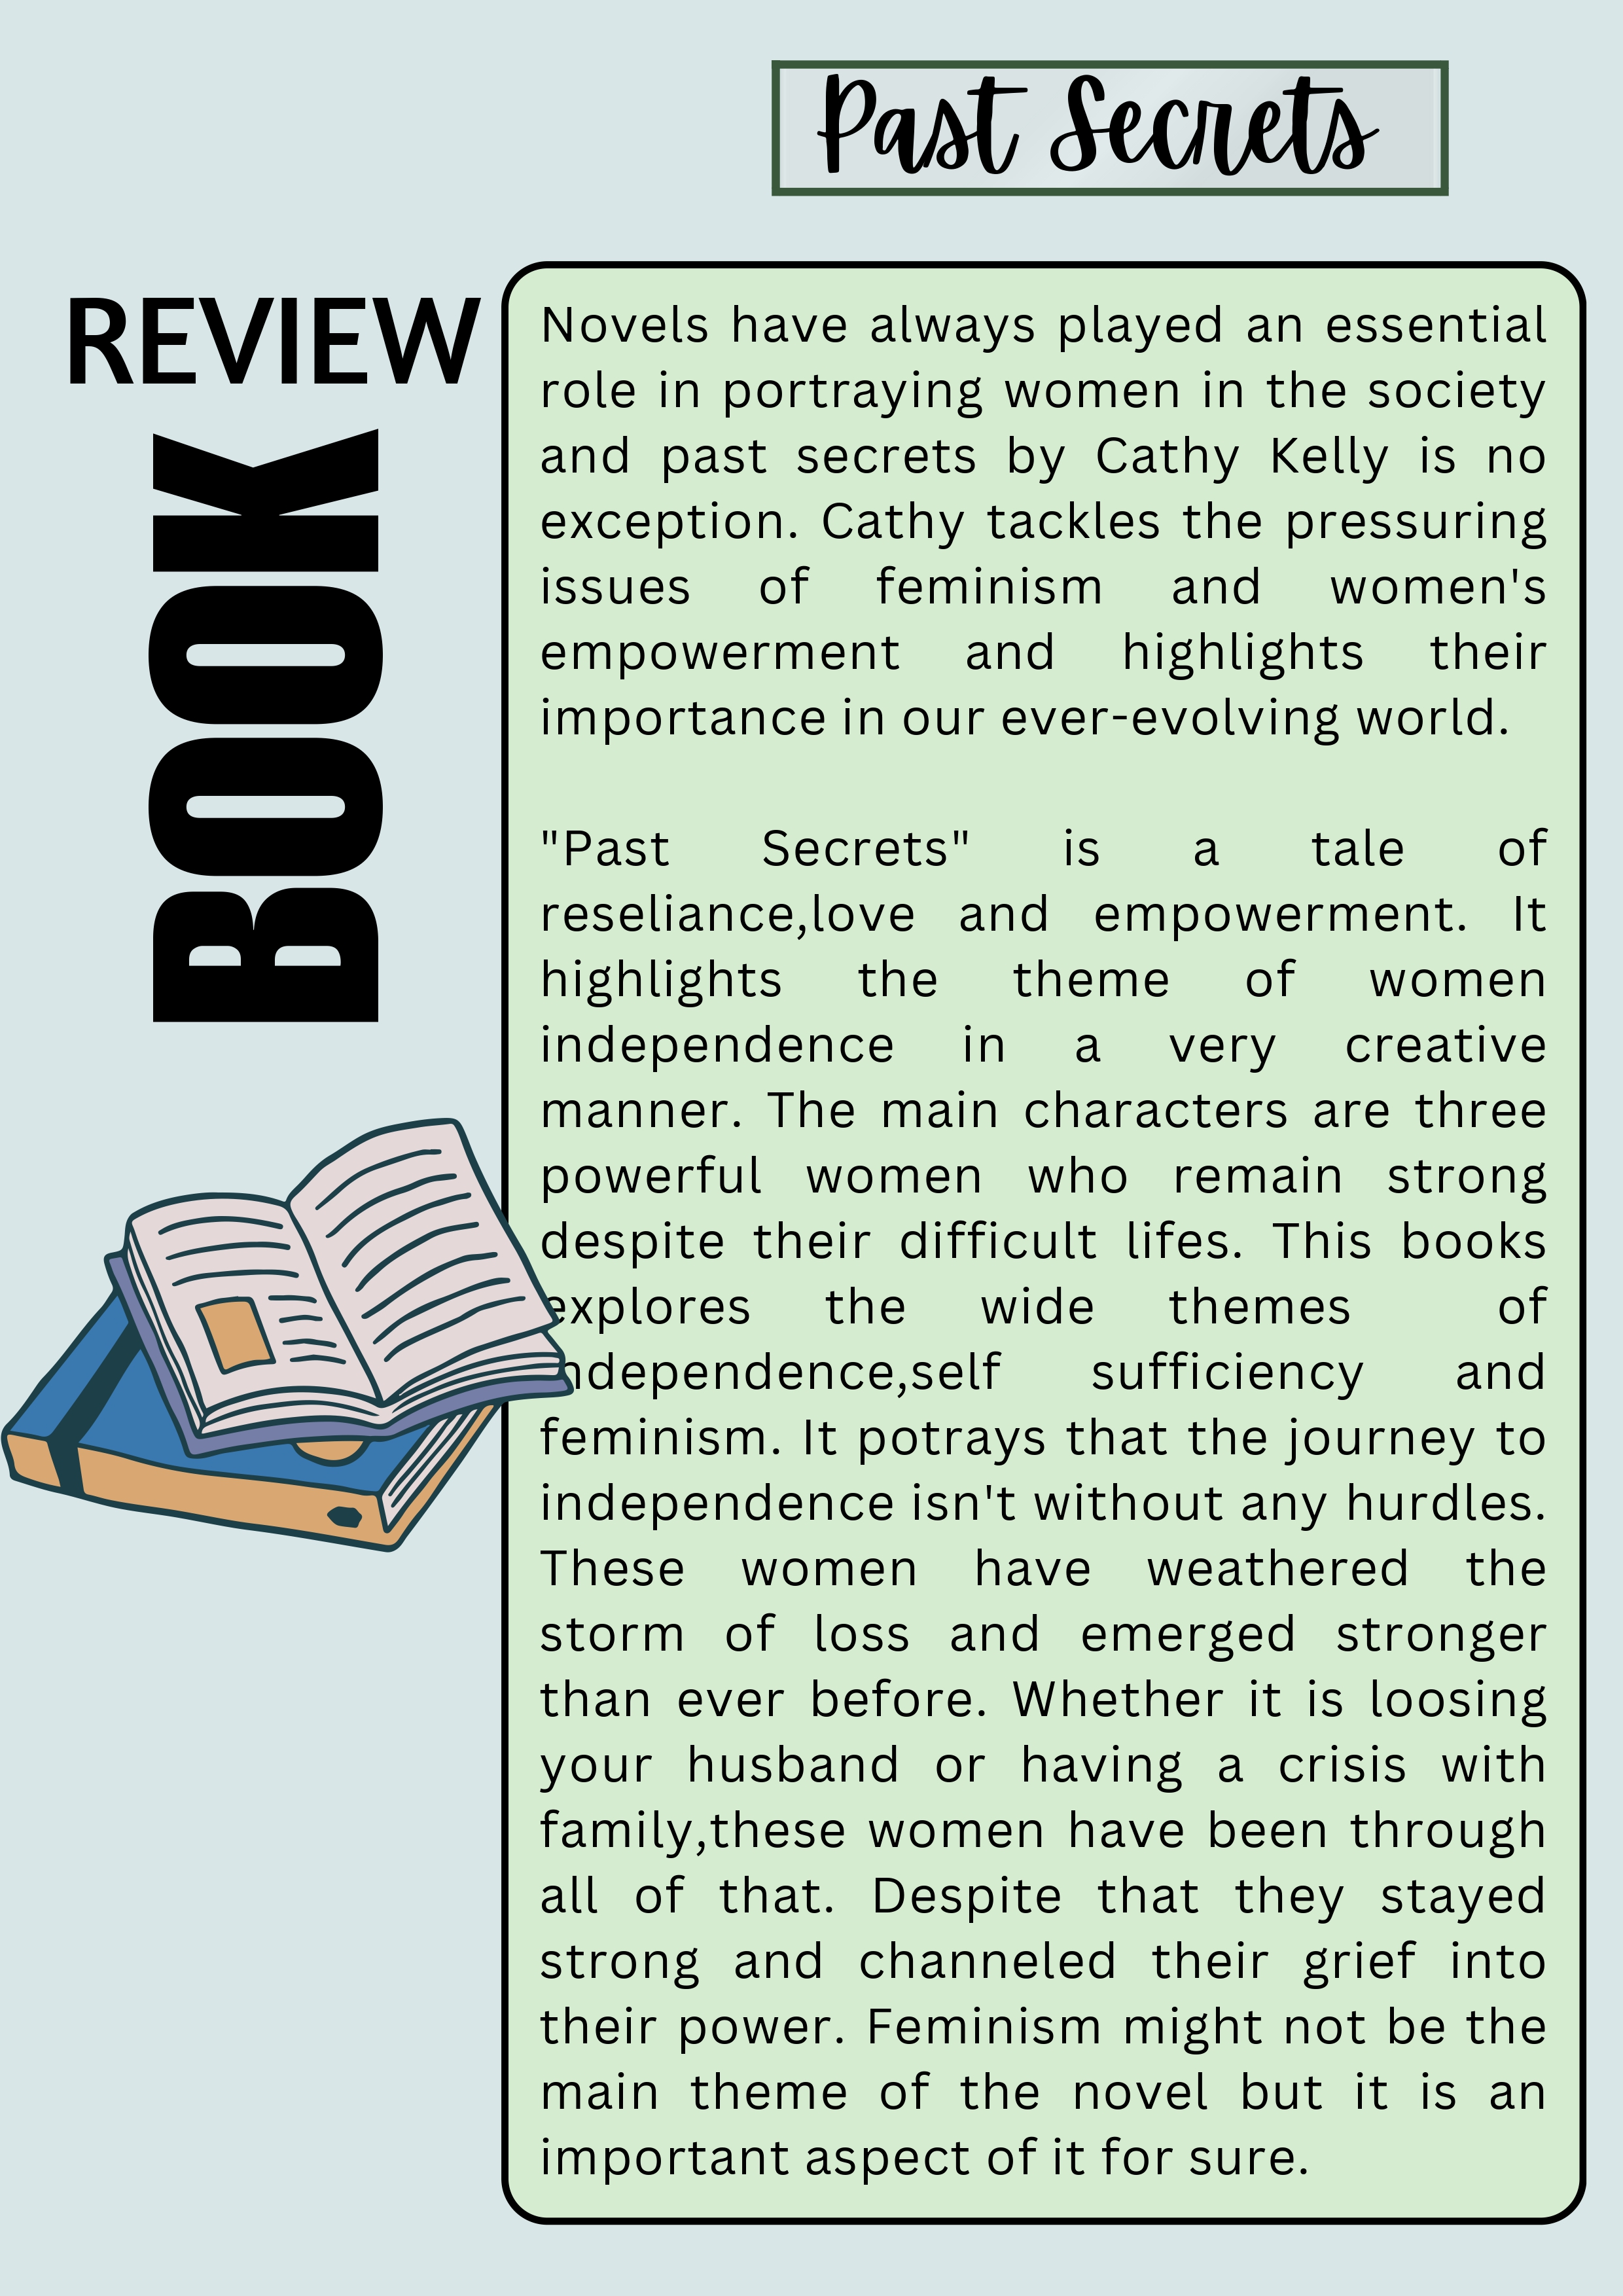 Past Secrets
REVIEW
BOOK
Novels have always played an essential
role in portraying women in the society
and past secrets by Cathy Kelly is no
exception. Cathy tackles the pressuring
issues of feminism and women's
empowerment and highlights their
importance in our ever-evolving world.
"Past Secrets" is a tale of
reseliance,love and empowerment. It
highlights the theme of women
independence in a very creative
manner. The main characters are three
powerful women who remain strong
despite their difficult lifes. This books
explores the wide themes of
independence,self sufficiency and
feminism. It potrays that the journey to
independence isn't without any hurdles.
These women have weathered the
storm of loss and emerged stronger
than ever before. Whether it is loosing
your husband or having a crisis with
family,these women have been through
all of that. Despite that they stayed
strong and channeled their grief into
their power. Feminism might not be the
main theme of the novel but it is an
important aspect of it for sure.